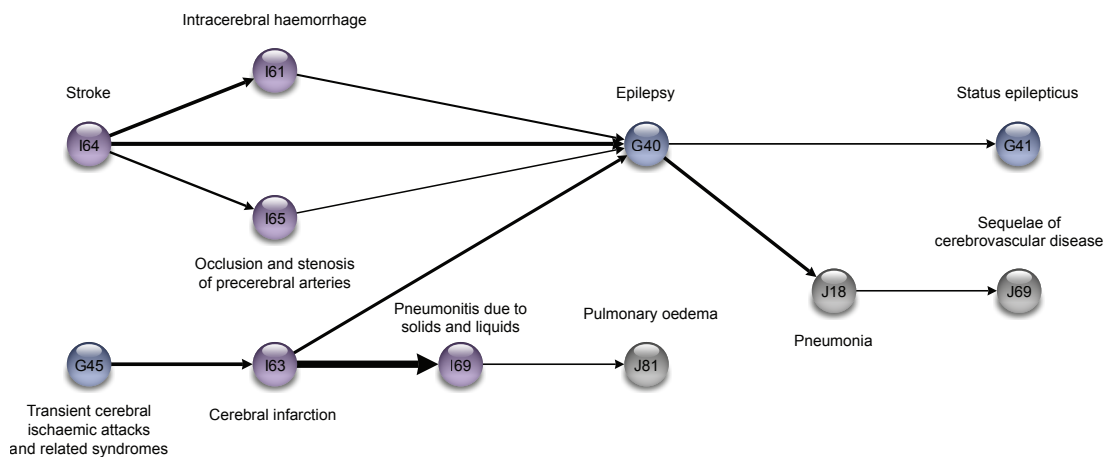 Intracerebral haemorrhage
I61
Stroke
I64
Epilepsy
G40
Status epilepticus
G41
I65
Occlusion and stenosis
of precerebral arteries
Sequelae of
cerebrovascular disease
J18
J69
Pneumonia
Pneumonitis due to
solids and liquids
Pulmonary oedema
G45
I63
I69
J81
Transient cerebral
ischaemic attacks
and related syndromes
Cerebral infarction